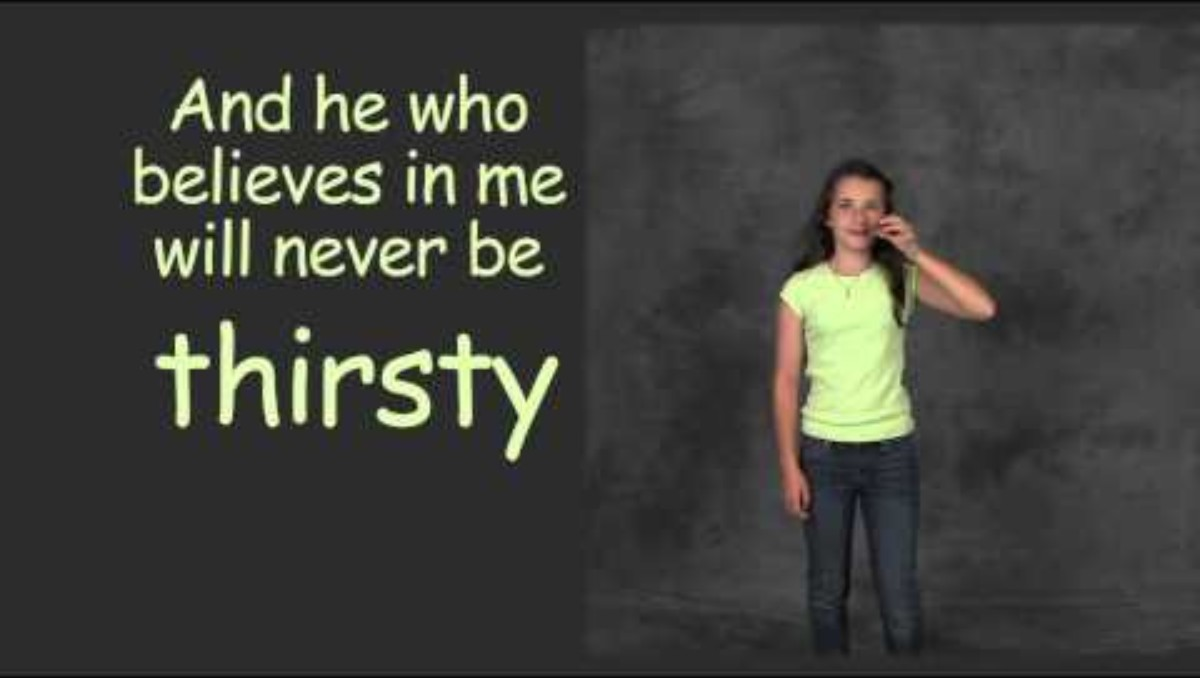 And he who
believes in me
will never be
thirsty